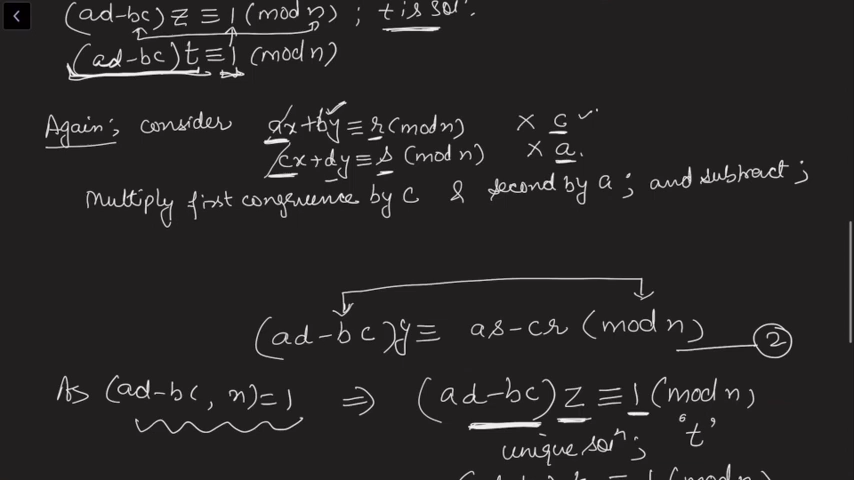 (ad-bc) z ≡ 1 (mod n) ; t is solⁿ.
(ad-bc) t ≡ 1 (mod n)
Again; consider ax+by ≡ r (mod n) × c ✓
cx+dy ≡ s (mod n) × a.
Multiply first congruence by C & second by a ; and subtract ;
(ad-bc)y ≡ as-cr (mod n) — 2
As (ad-bc, n)=1 ⇒ (ad-bc) z ≡ 1 (mod n)
unique solⁿ; 't'